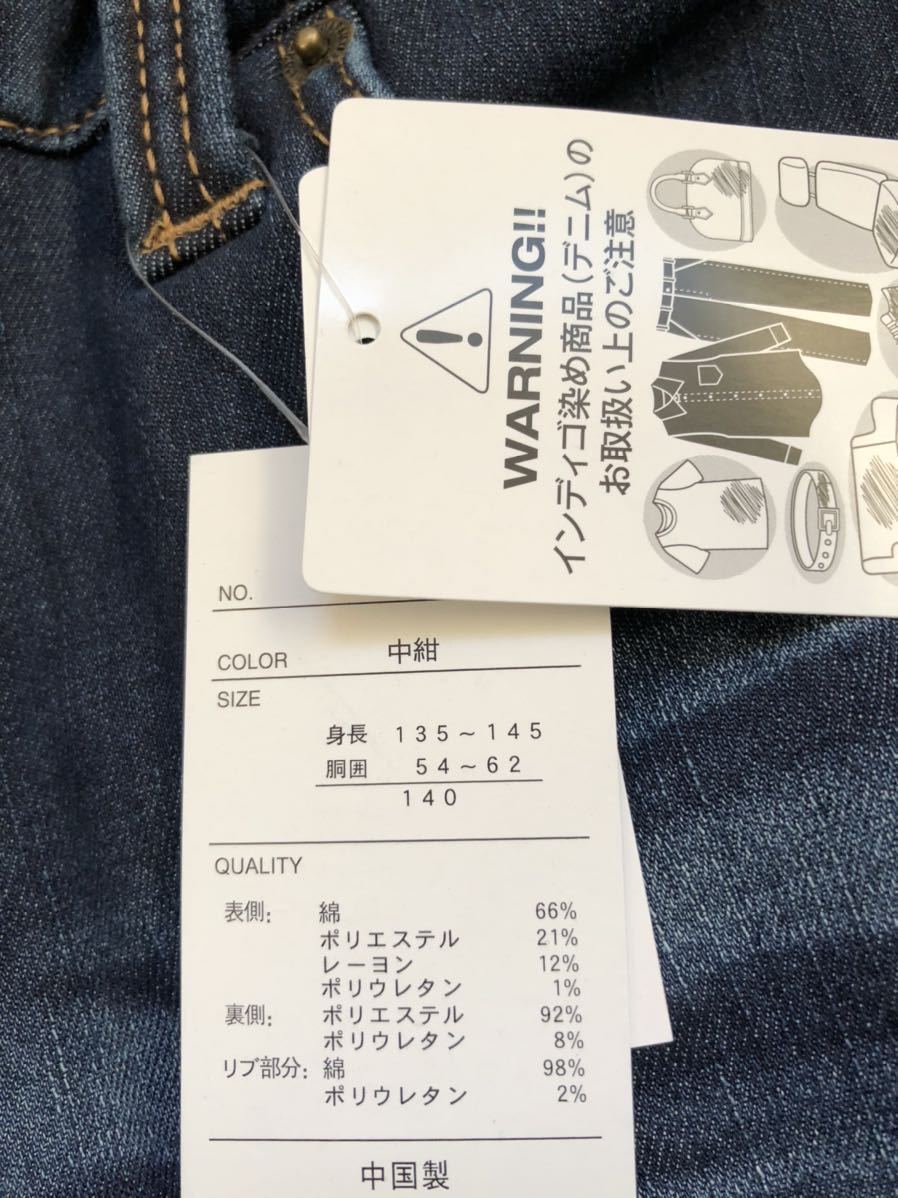 WARNING!!
インディゴ染め商品(デニム)の
お取扱い上のご注意
NO.
COLOR 中紺
SIZE
身長 135~145
胴囲 54~62
140
QUALITY
表側: 綿 66%
ポリエステル 21%
レーヨン 12%
ポリウレタン 1%
裏側: ポリエステル 92%
ポリウレタン 8%
リブ部分: 綿 98%
ポリウレタン 2%
中国製